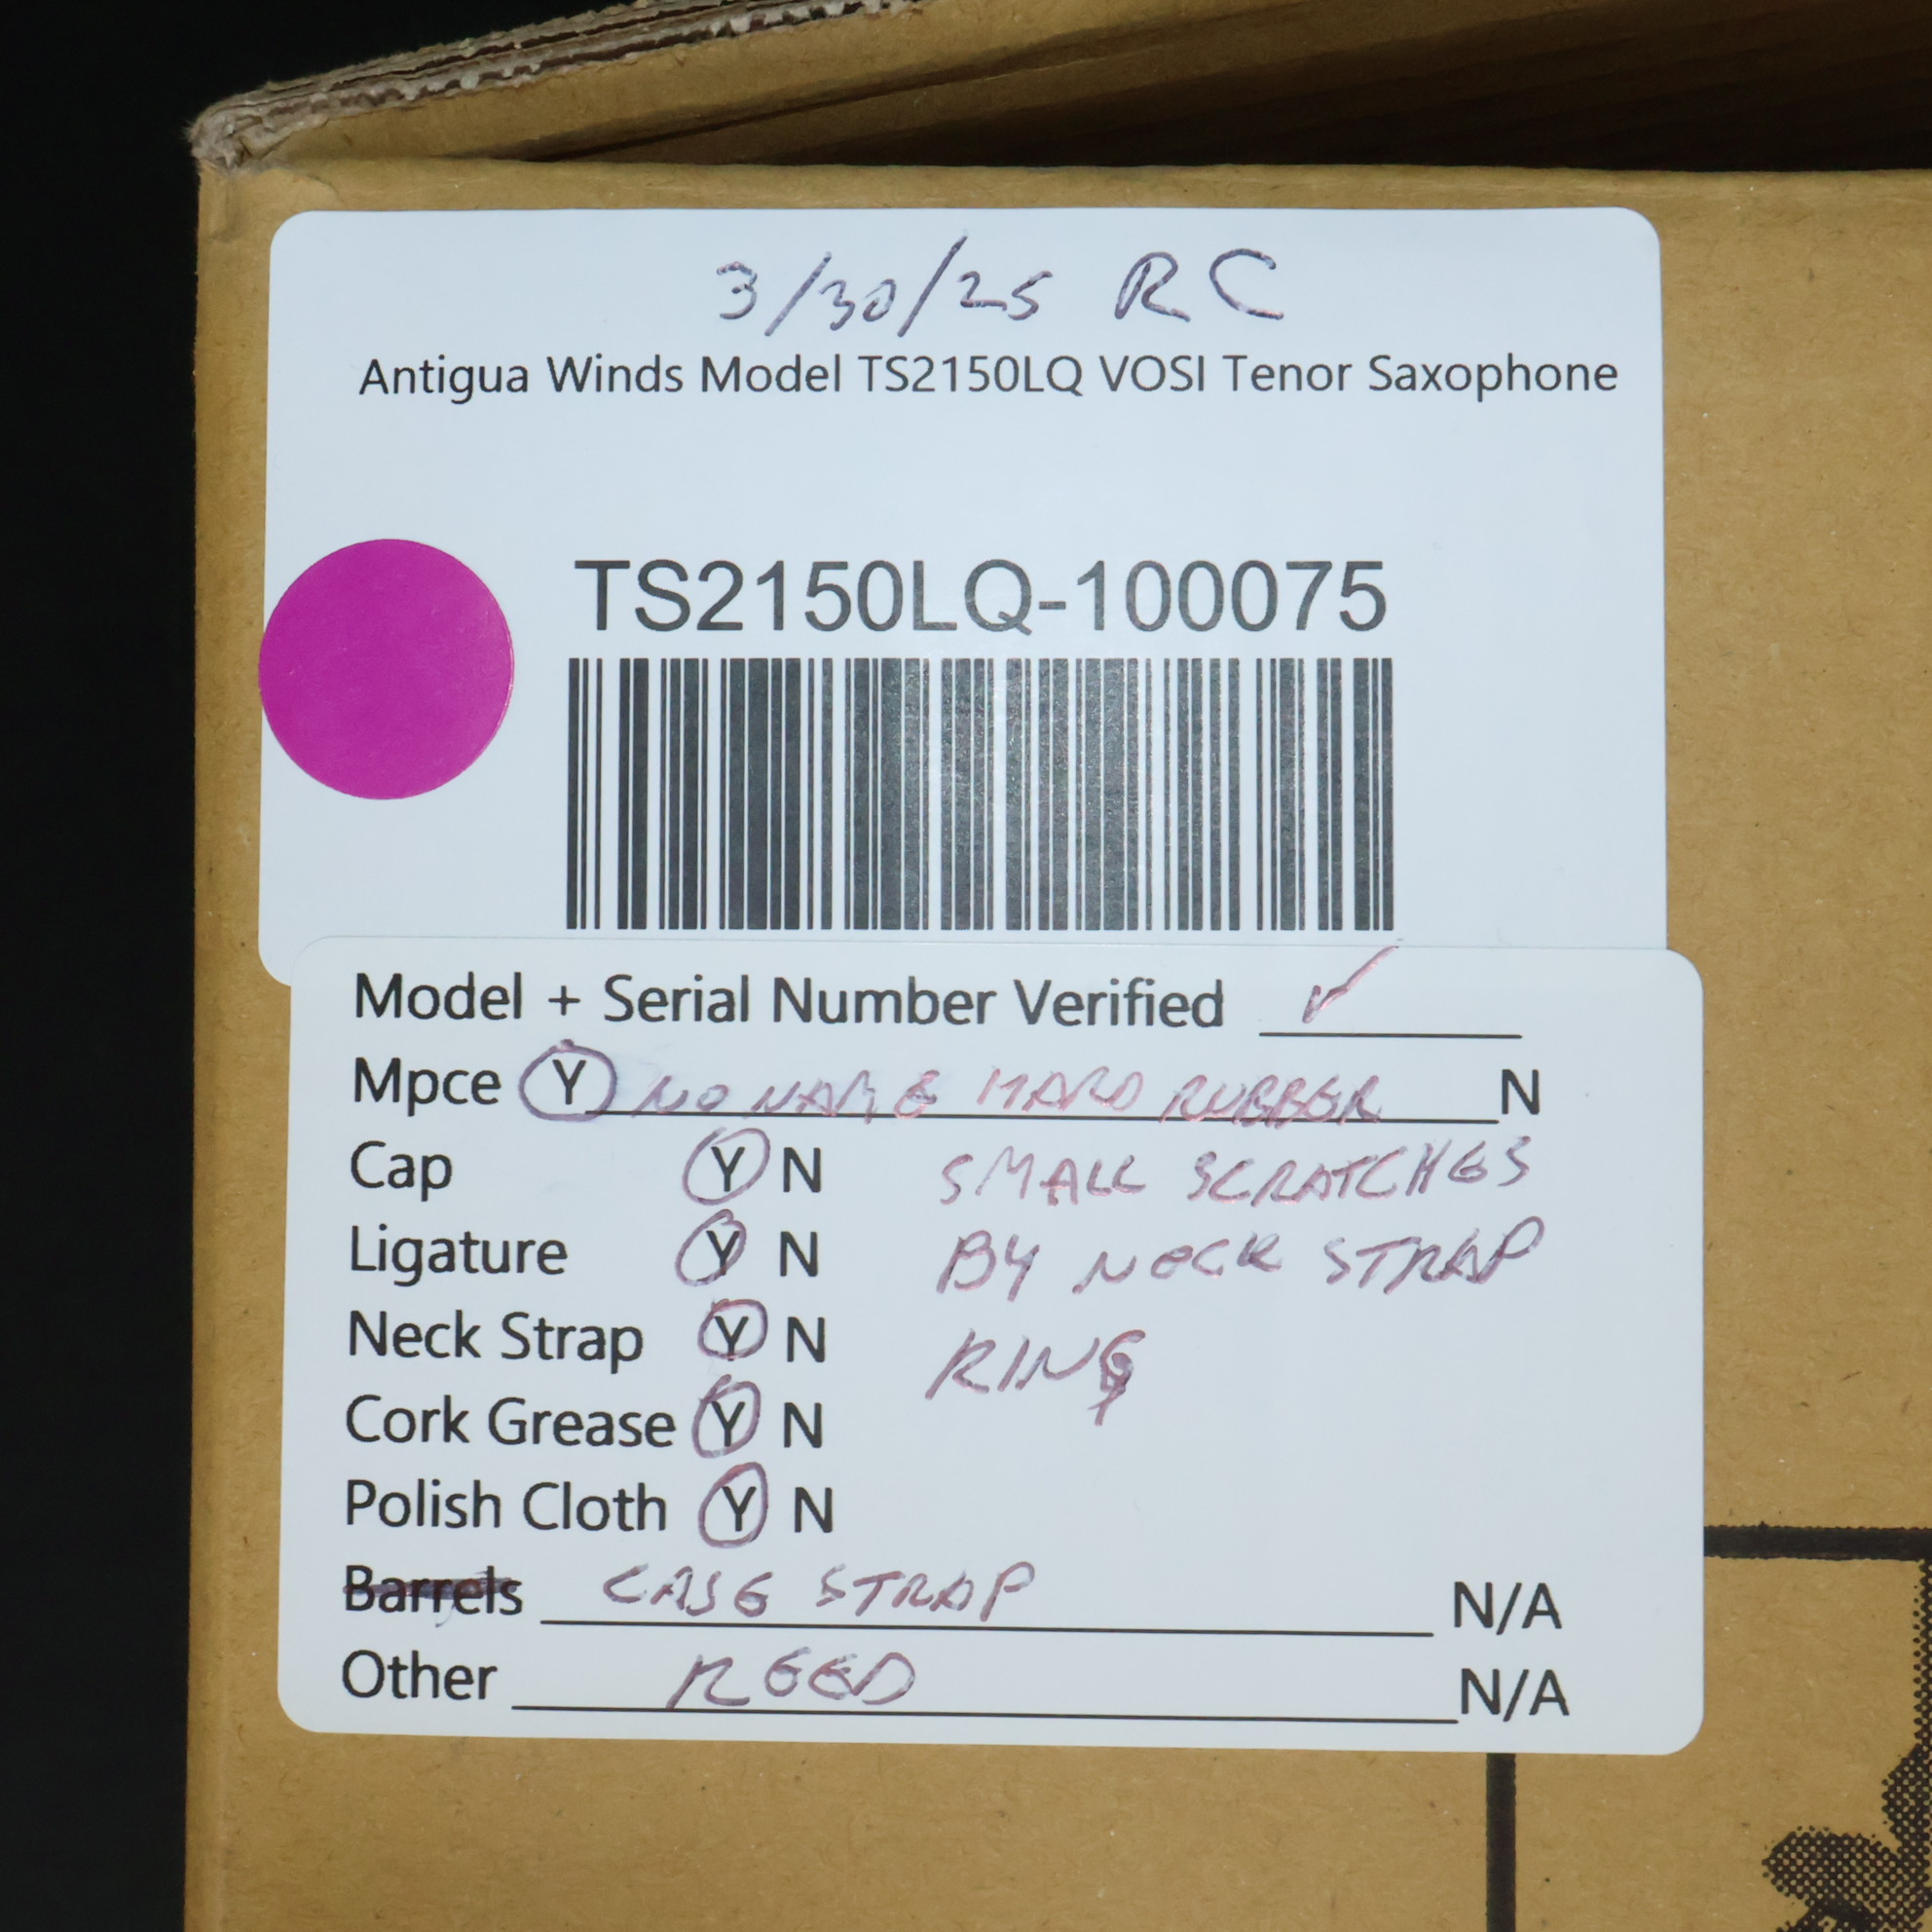 3/30/25 RC
Antigua Winds Model TS2150LQ VOSI Tenor Saxophone
TS2150LQ-100075
Model + Serial Number Verified ✓
Mpce Y NO NAME HARD RUBBER N
Cap Y N SMALL SCRATCHES
Ligature Y N BY NECK STRAP
Neck Strap Y N RING
Cork Grease Y N
Polish Cloth Y N
Barrels CASE STRAP N/A
Other REED N/A